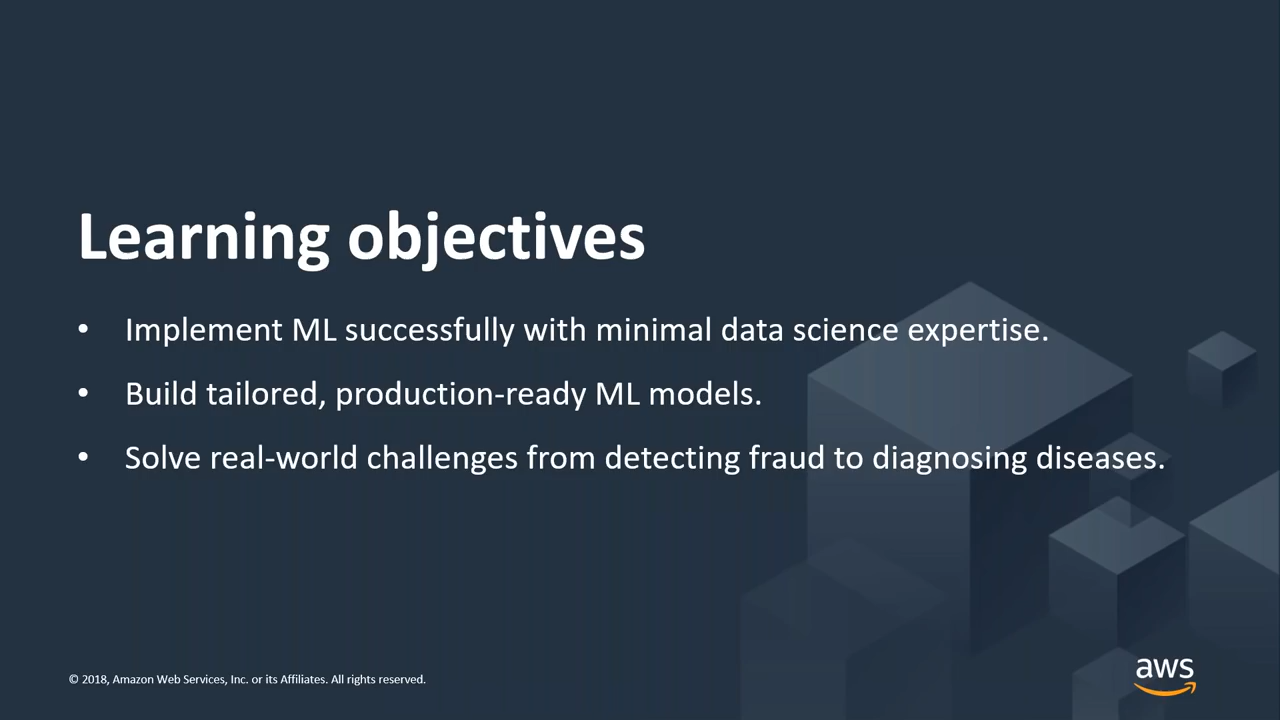 Learning objectives
• Implement ML successfully with minimal data science expertise.
• Build tailored, production-ready ML models.
• Solve real-world challenges from detecting fraud to diagnosing diseases.
© 2018, Amazon Web Services, Inc. or its Affiliates. All rights reserved.
aws